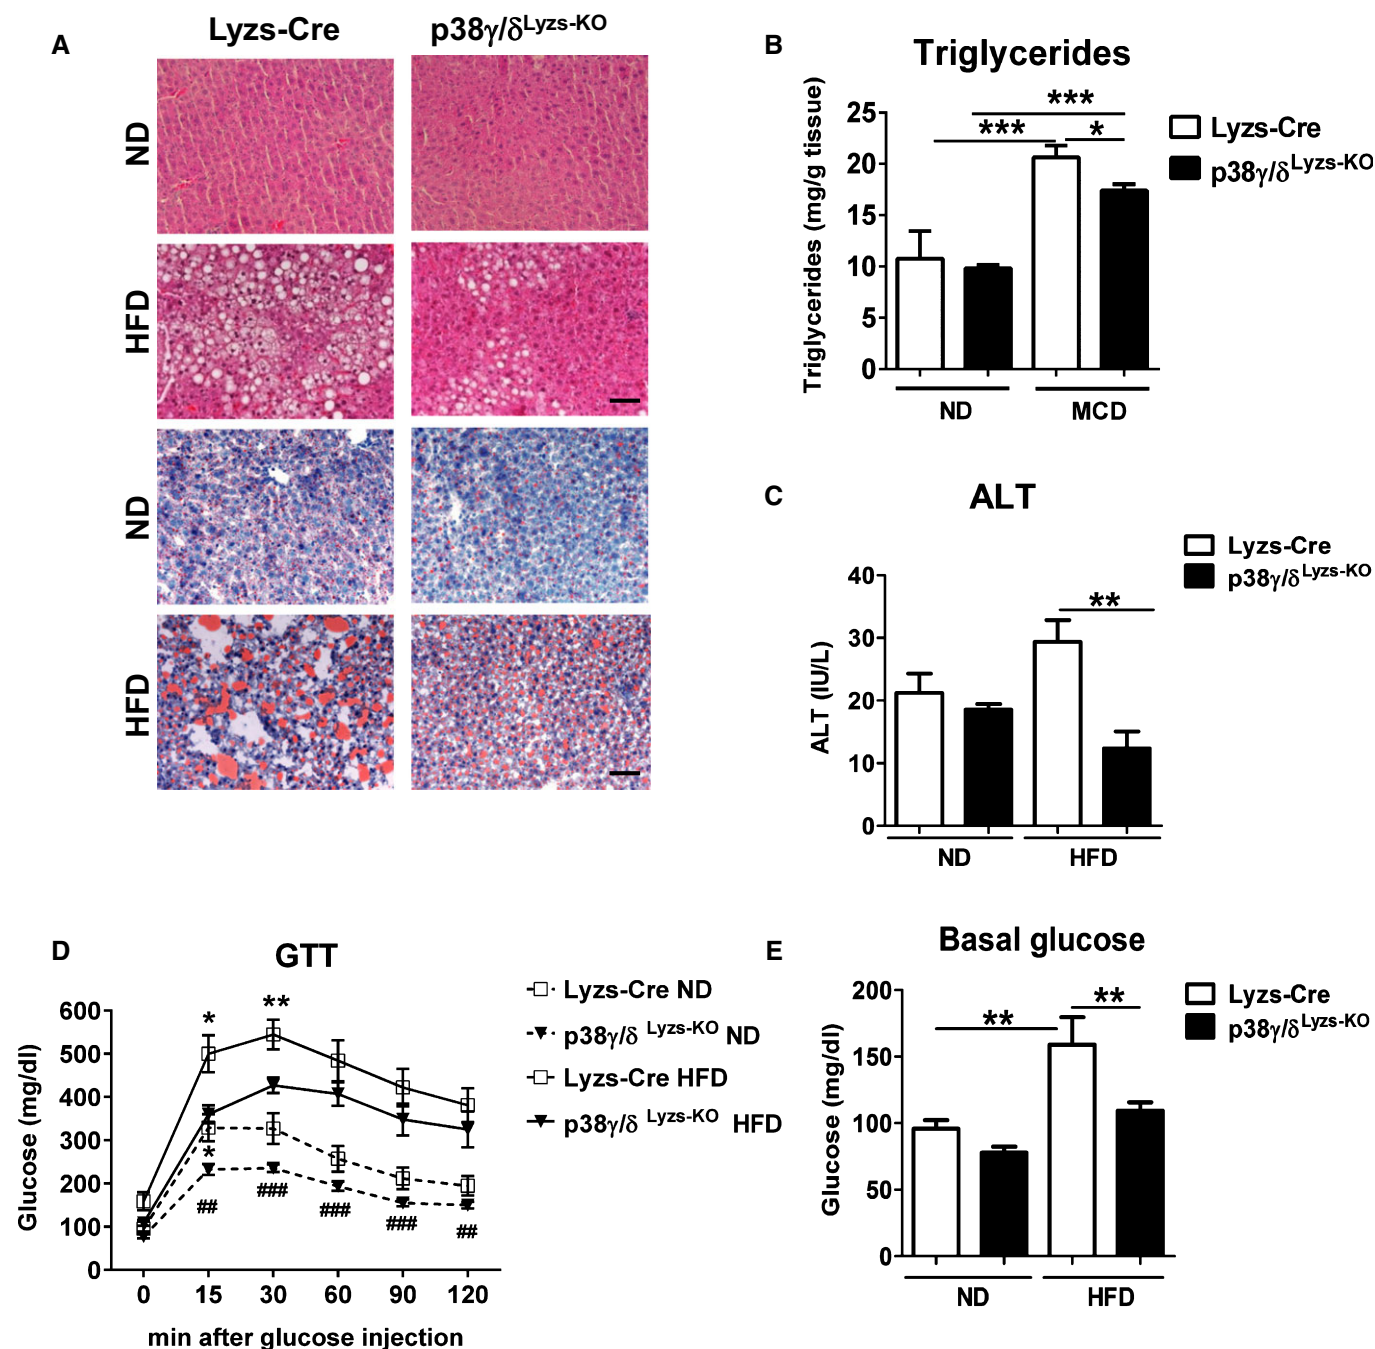 A
Lyzs-Cre
p38γ/δLyzs-KO
ND
HFD
ND
HFD
B
Triglycerides
Triglycerides (mg/g tissue)
25
20
15
10
5
0
***
***
*
ND
MCD
Lyzs-Cre
p38γ/δLyzs-KO
C
ALT
ALT (IU/L)
40
30
20
10
0
**
ND
HFD
Lyzs-Cre
p38γ/δLyzs-KO
D
GTT
Glucose (mg/dl)
600
500
400
300
200
100
0
*
**
*
##
###
###
###
##
0 15 30 60 90 120
min after glucose injection
Lyzs-Cre ND
p38γ/δ Lyzs-KO ND
Lyzs-Cre HFD
p38γ/δ Lyzs-KO HFD
E
Basal glucose
Glucose (mg/dl)
200
150
100
50
0
**
**
ND
HFD
Lyzs-Cre
p38γ/δLyzs-KO